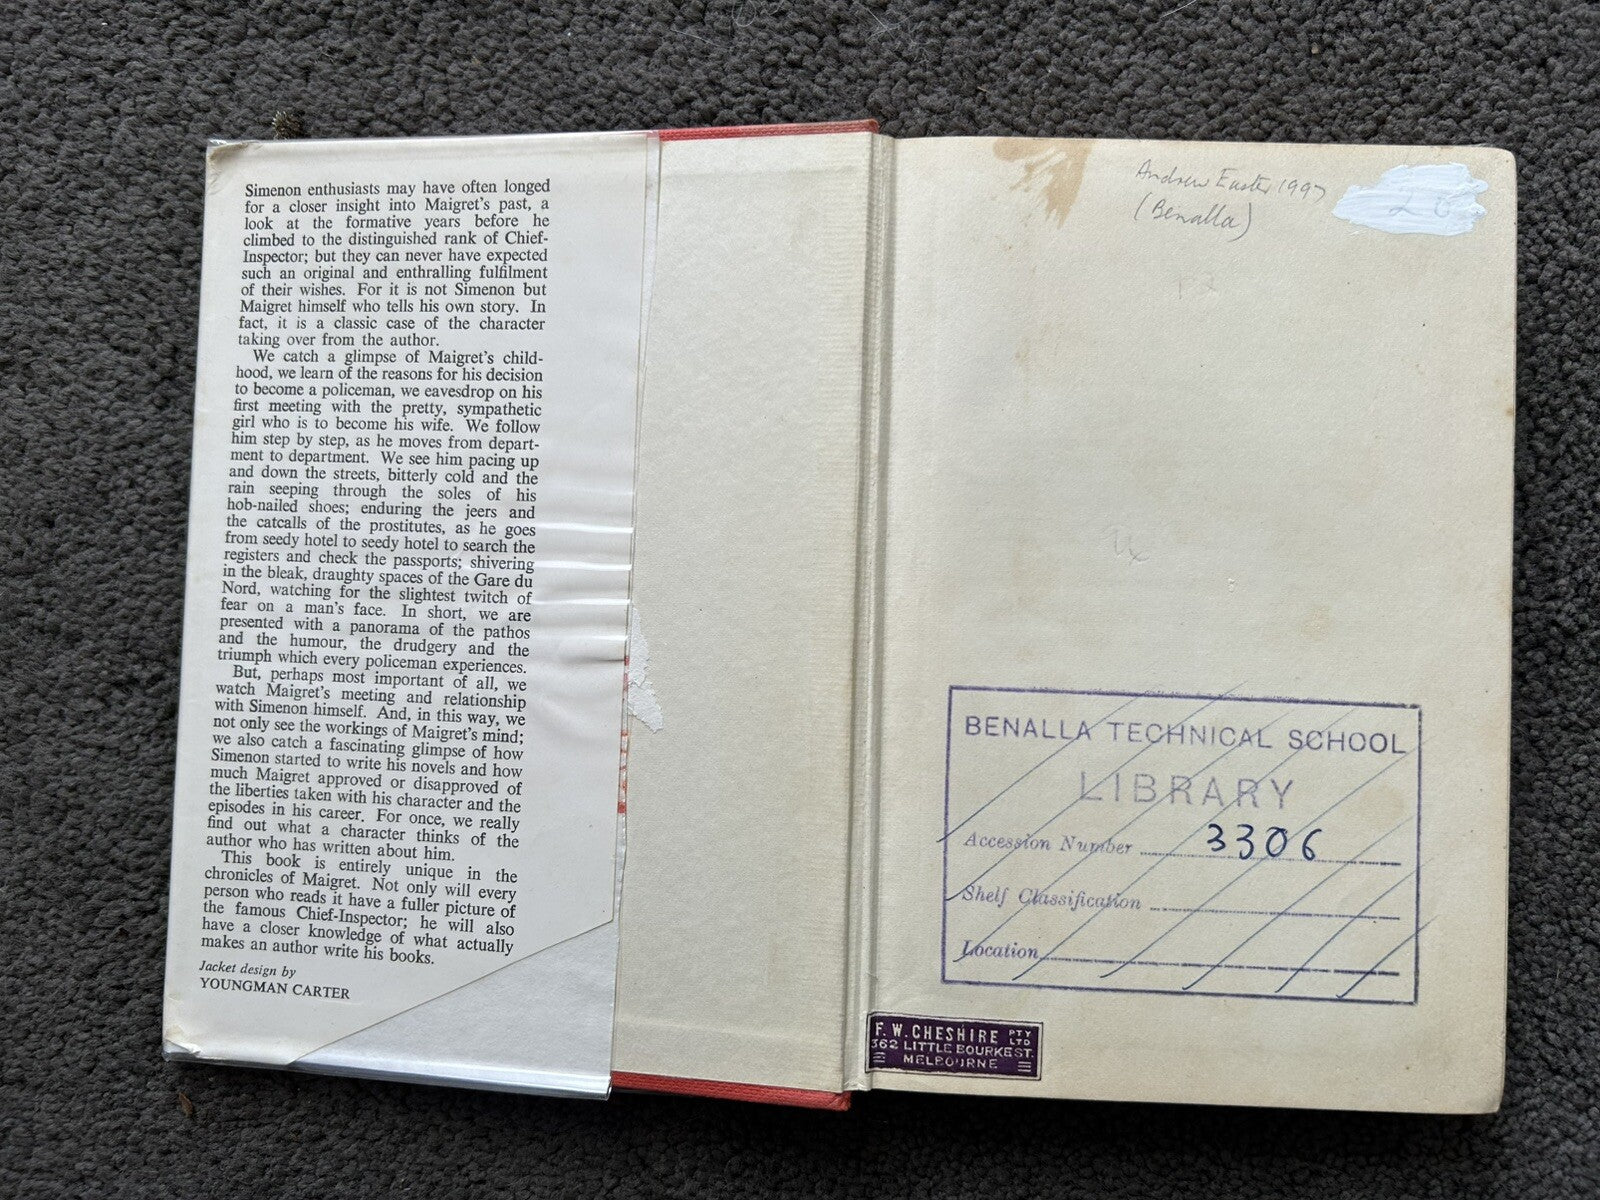 Simenon enthusiasts may have often longed
for a closer insight into Maigret's past, a
look at the formative years before he
climbed to the distinguished rank of Chief-
Inspector; but they can never have expected
such an original and enthralling fulfilment
of their wishes. For it is not Simenon but
Maigret himself who tells his own story. In
fact, it is a classic case of the character
taking over from the author.
We catch a glimpse of Maigret's child-
hood, we learn of the reasons for his decision
to become a policeman, we eavesdrop on his
first meeting with the pretty, sympathetic
girl who is to become his wife. We follow
him step by step, as he moves from depart-
ment to department. We see him pacing up
and down the streets, bitterly cold and the
rain seeping through the soles of his
hob-nailed shoes; enduring the jeers and
the catcalls of the prostitutes, as he goes
from seedy hotel to seedy hotel to search the
registers and check the passports; shivering
in the bleak, draughty spaces of the Gare du
Nord, watching for the slightest twitch of
fear on a man's face. In short, we are
presented with a panorama of the pathos
and the humour, the drudgery and the
triumph which every policeman experiences.
But, perhaps most important of all, we
watch Maigret's meeting and relationship
with Simenon himself. And, in this way, we
not only see the workings of Maigret's mind;
we also catch a fascinating glimpse of how
Simenon started to write his novels and how
much Maigret approved or disapproved of
the liberties taken with his character and the
episodes in his career. For once, we really
find out what a character thinks of the
author who has written about him.
This book is entirely unique in the
chronicles of Maigret. Not only will every
person who reads it have a fuller picture of
the famous Chief-Inspector; he will also
have a closer knowledge of what actually
makes an author write his books.
Jacket design by
YOUNGMAN CARTER
Andrew Easter 1997
(Benalla)
BENALLA TECHNICAL SCHOOL
LIBRARY
Accession Number 3306
Shelf Classification
Location
F. W. CHESHIRE PTY LTD
362 LITTLE BOURKE ST.
MELBOURNE